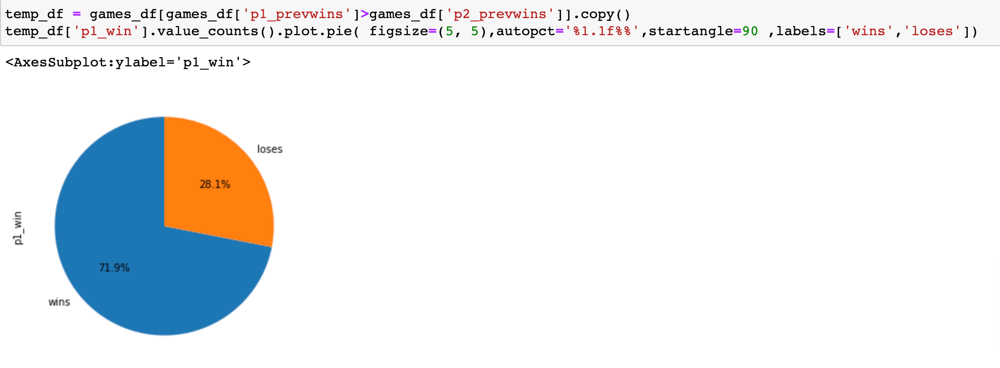 temp_df = games_df[games_df['p1_prevwins']>games_df['p2_prevwins']].copy()
temp_df['p1_win'].value_counts().plot.pie( figsize=(5, 5),autopct='%1.1f%%',startangle=90 ,labels=['wins','loses'])
<AxesSubplot:ylabel='p1_win'>
loses
28.1%
p1_win
71.9%
wins